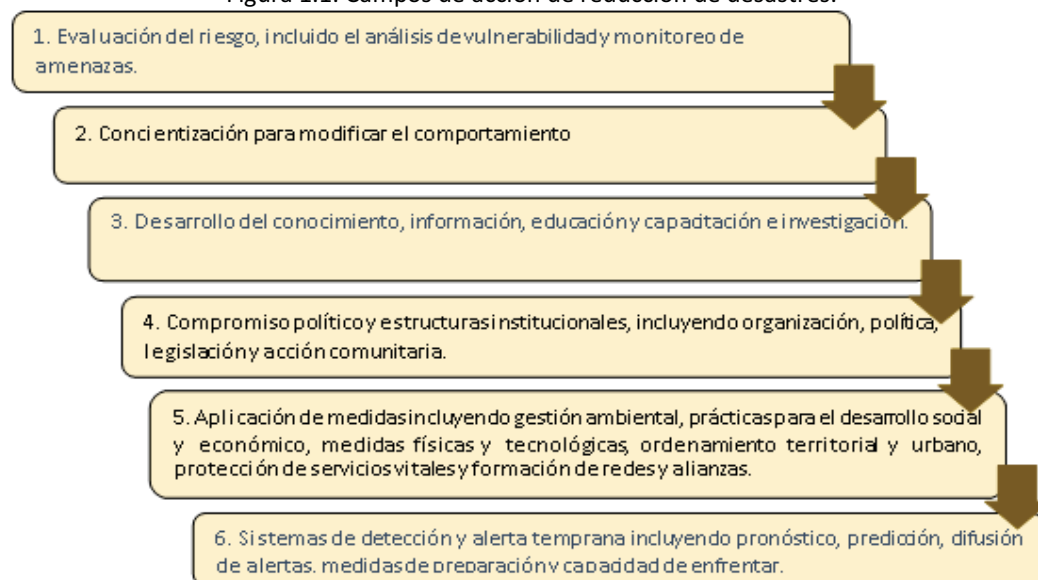 Figura 1.1. Campos de acción de reducción de desastres.
1. Evaluación del riesgo, incluido el análisis de vulnerabilidad y monitoreo de
amenazas.
2. Concientización para modificar el comportamiento
3. Desarrollo del conocimiento, información, educación y capacitación e investigación.
4. Compromiso político y estructuras institucionales, incluyendo organización, política,
legislación y acción comunitaria.
5. Aplicación de medidas incluyendo gestión ambiental, prácticas para el desarrollo social
y económico, medidas físicas y tecnológicas, ordenamiento territorial y urbano,
protección de servicios vitales y formación de redes y alianzas.
6. Sistemas de detección y alerta temprana incluyendo pronóstico, predicción, difusión
de alertas, medidas de preparación y capacidad de enfrentar.